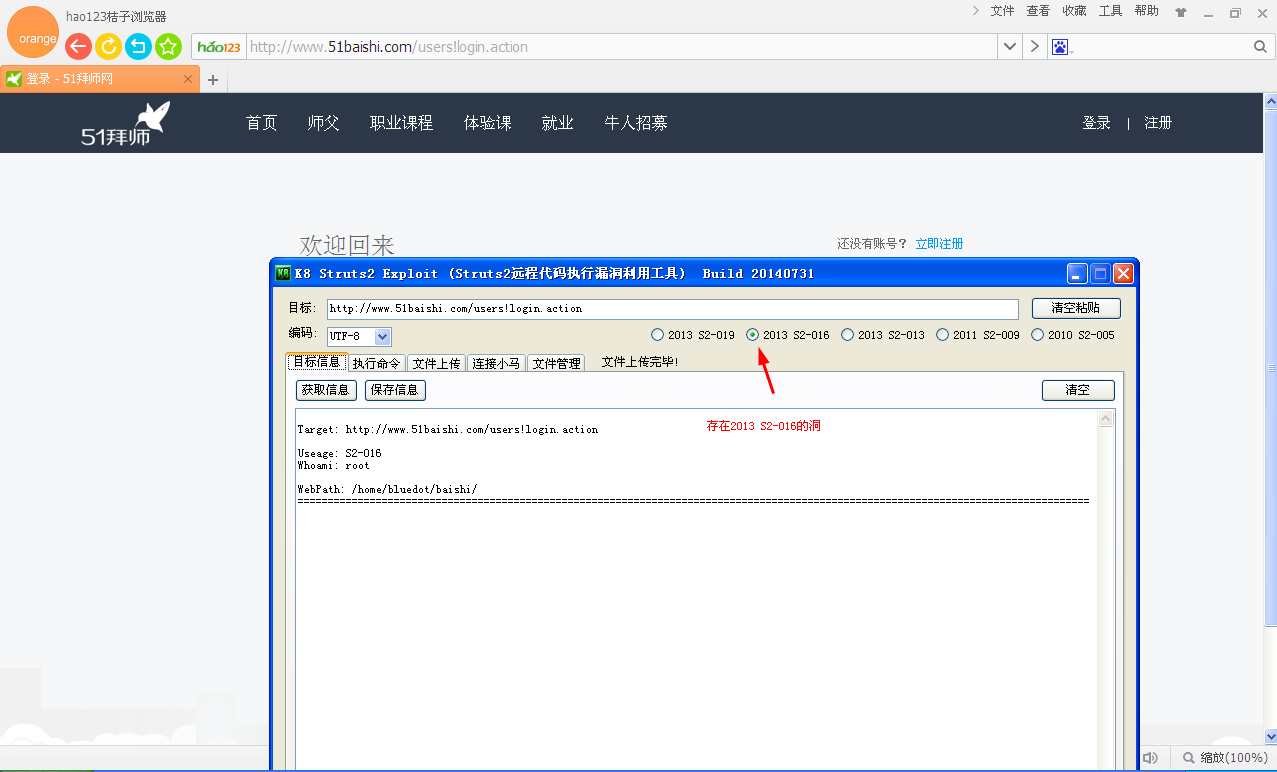 hao123桔子浏览器
文件 查看 收藏 工具 帮助
orange
hao123 http://www.51baishi.com/users!login.action
登录 - 51拜师网
51拜师 首页 师父 职业课程 体验课 就业 牛人招募 登录 | 注册
欢迎回来 还没有账号? 立即注册
K8 Struts2 Exploit (Struts2远程代码执行漏洞利用工具) Build 20140731
目标: http://www.51baishi.com/users!login.action 清空粘贴
编码: UTF-8 2013 S2-019 2013 S2-016 2013 S2-013 2011 S2-009 2010 S2-005
目标信息 执行命令 文件上传 连接小马 文件管理 文件上传完毕!
获取信息 保存信息 清空
存在2013 S2-016的洞
Target: http://www.51baishi.com/users!login.action
Useage: S2-016
Whoami: root
WebPath: /home/bluedot/baishi/
缩放(100%)